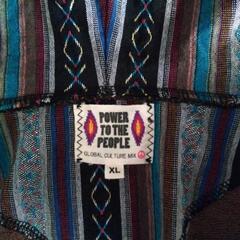 POWER
TO THE
PEOPLE
GLOBAL CULTURE MIX
XL